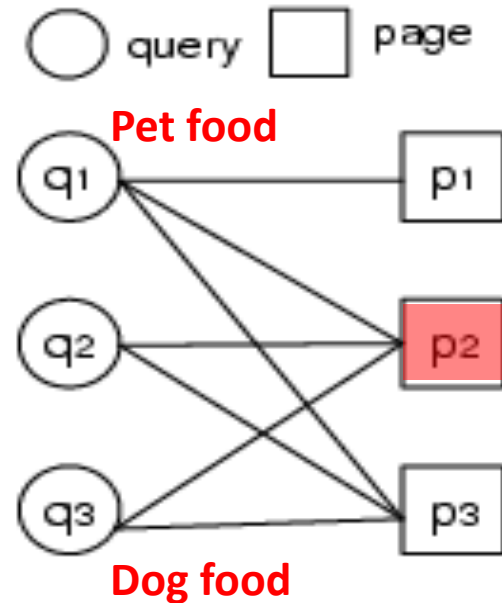 query page
Pet food
q1 p1
q2 p2
q3 p3
Dog food